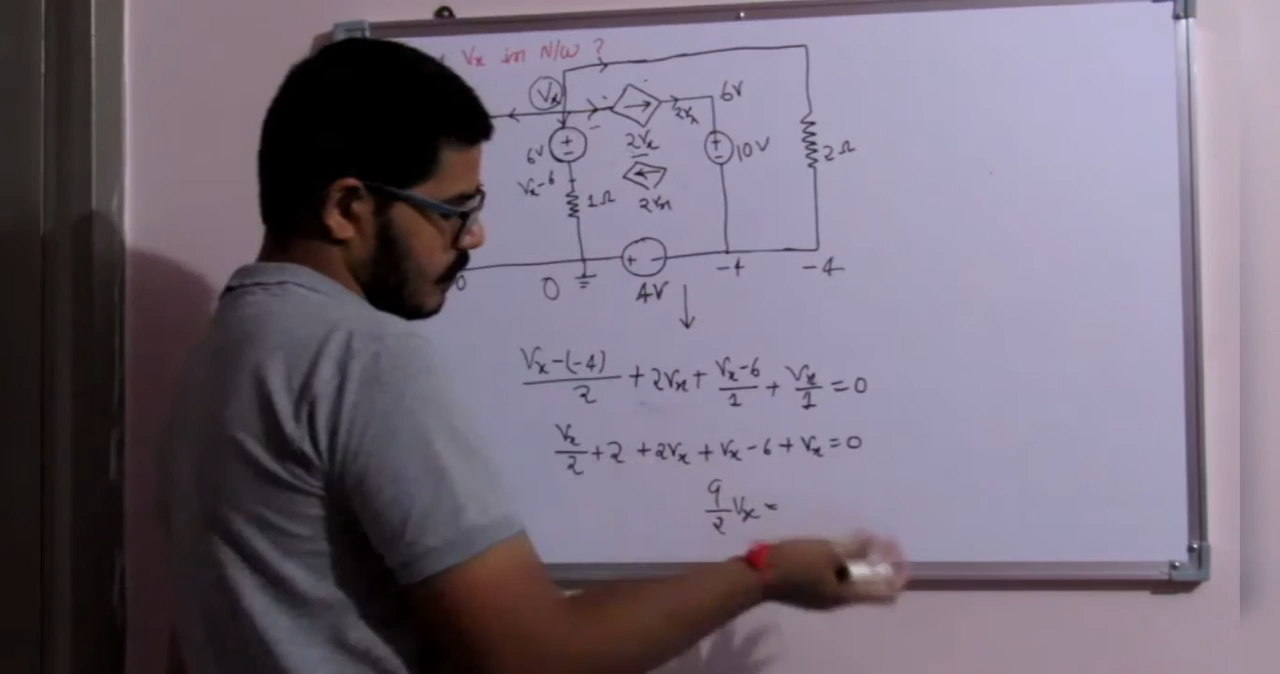 Vx in N/W ?
Vx
6V
2Vx
2Vx
10V
2Ω
6V
Vx-6
1Ω
2Vx
0
0
4V
-4
-4
Vx-(-4)/2 + 2Vx + Vx-6/1 + Vx/1 = 0
Vx/2 + 2 + 2Vx + Vx - 6 + Vx = 0
9/2 Vx =